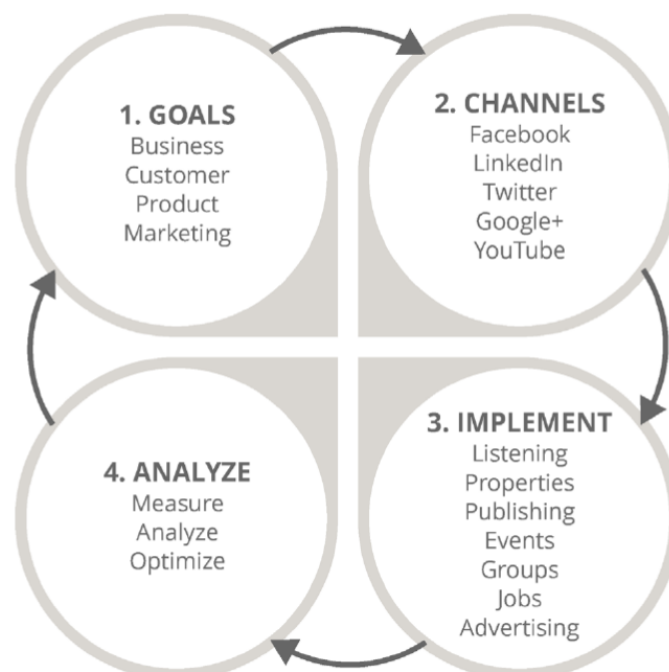 1. GOALS
Business
Customer
Product
Marketing
2. CHANNELS
Facebook
LinkedIn
Twitter
Google+
YouTube
3. IMPLEMENT
Listening
Properties
Publishing
Events
Groups
Jobs
Advertising
4. ANALYZE
Measure
Analyze
Optimize